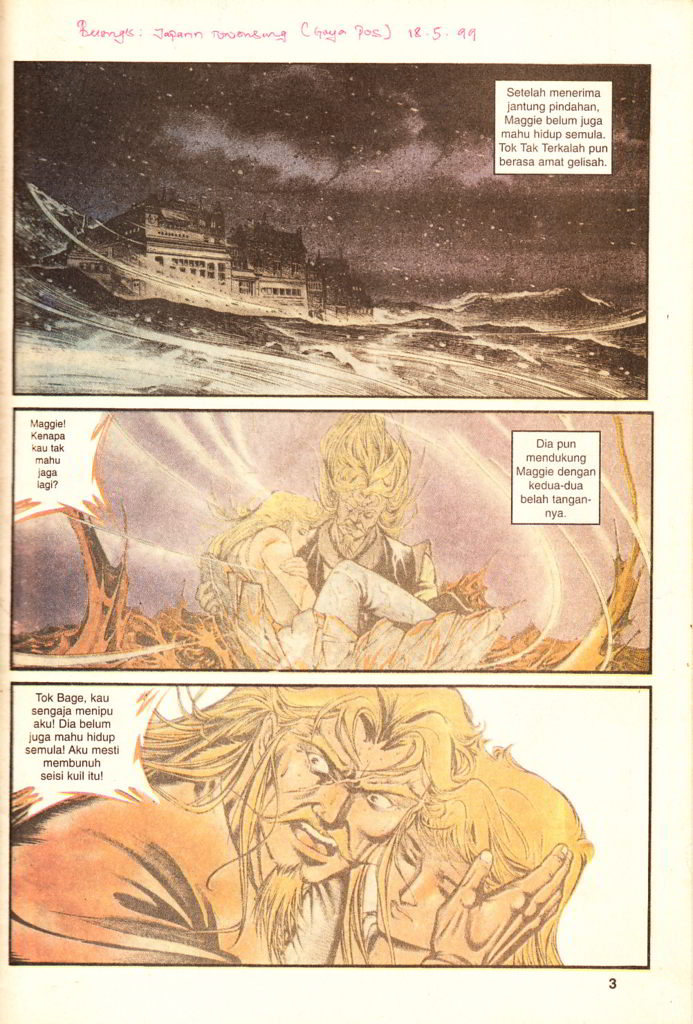 Belongs: Japann (Gaya Pos) 18.5.99
Setelah menerima
jantung pindahan,
Maggie belum juga
mahu hidup semula.
Tok Tak Terkalah pun
berasa amat gelisah.
Maggie!
Kenapa
kau tak
mahu
jaga
lagi?
Dia pun
mendukung
Maggie dengan
kedua-dua
belah tangan-
nya.
Tok Bage, kau
sengaja menipu
aku! Dia belum
juga mahu hidup
semula! Aku mesti
membunuh
seisi kuil itu!
3